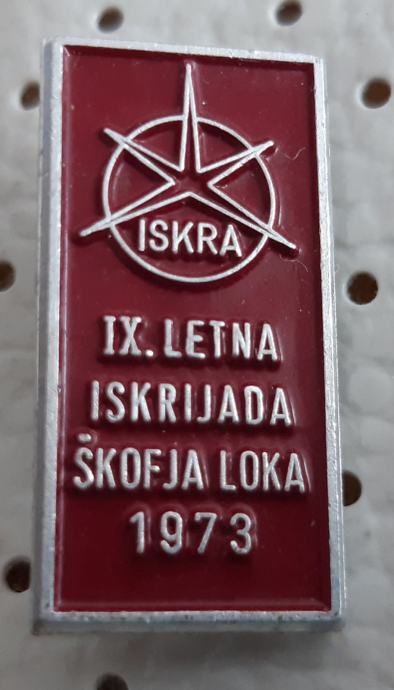 ISKRA
IX. LETNA
ISKRIJADA
ŠKOFJA LOKA
1973